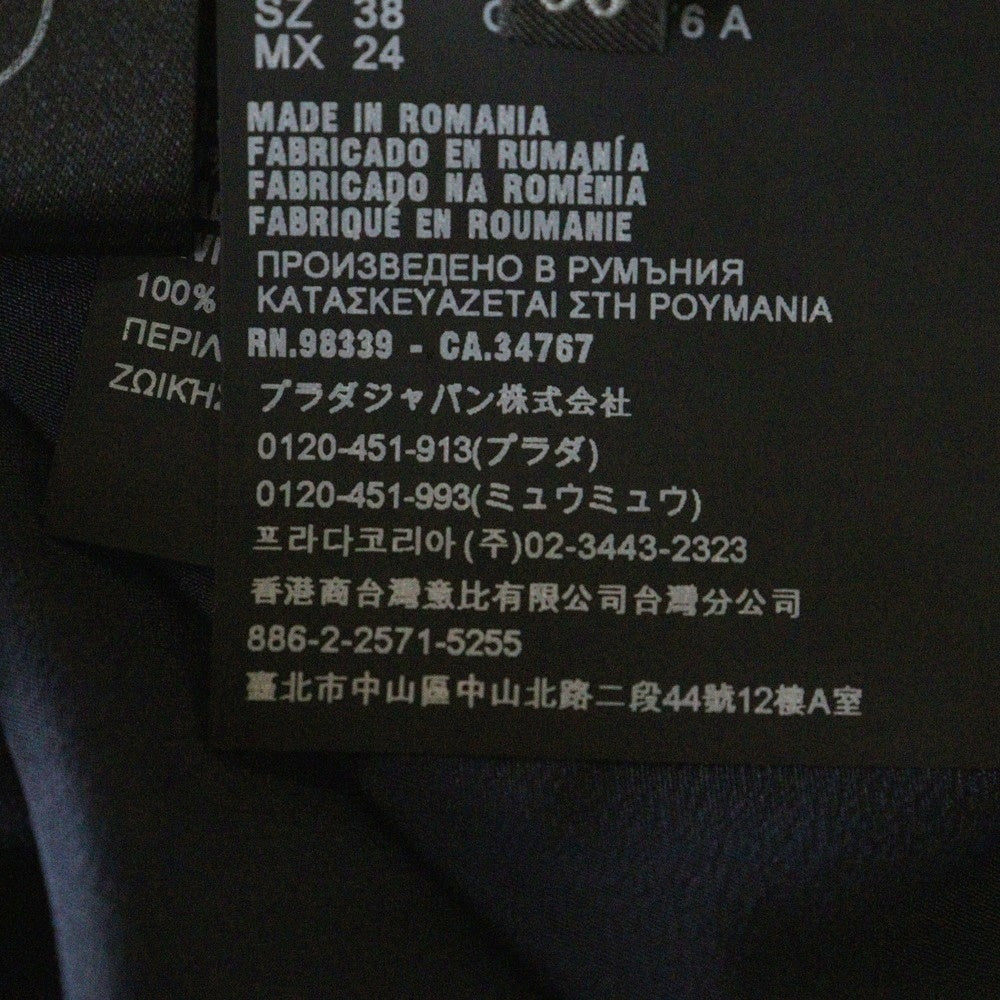 SZ 38
MX 24
6 A
MADE IN ROMANIA
FABRICADO EN RUMANÍA
FABRICADO NA ROMÉNIA
FABRIQUÉ EN ROUMANIE
ПРОИЗВЕДЕНО В РУМЪНИЯ
ΚΑΤΑΣΚΕΥΑΖΕΤΑΙ ΣΤΗ ΡΟΥΜΑΝΙΑ
RN.98339 - CA.34767
プラダジャパン株式会社
0120-451-913(プラダ)
0120-451-993(ミュウミュウ)
프라다코리아(주)02-3443-2323
香港商台灣意比有限公司台灣分公司
886-2-2571-5255
臺北市中山區中山北路二段44號12樓A室
100%